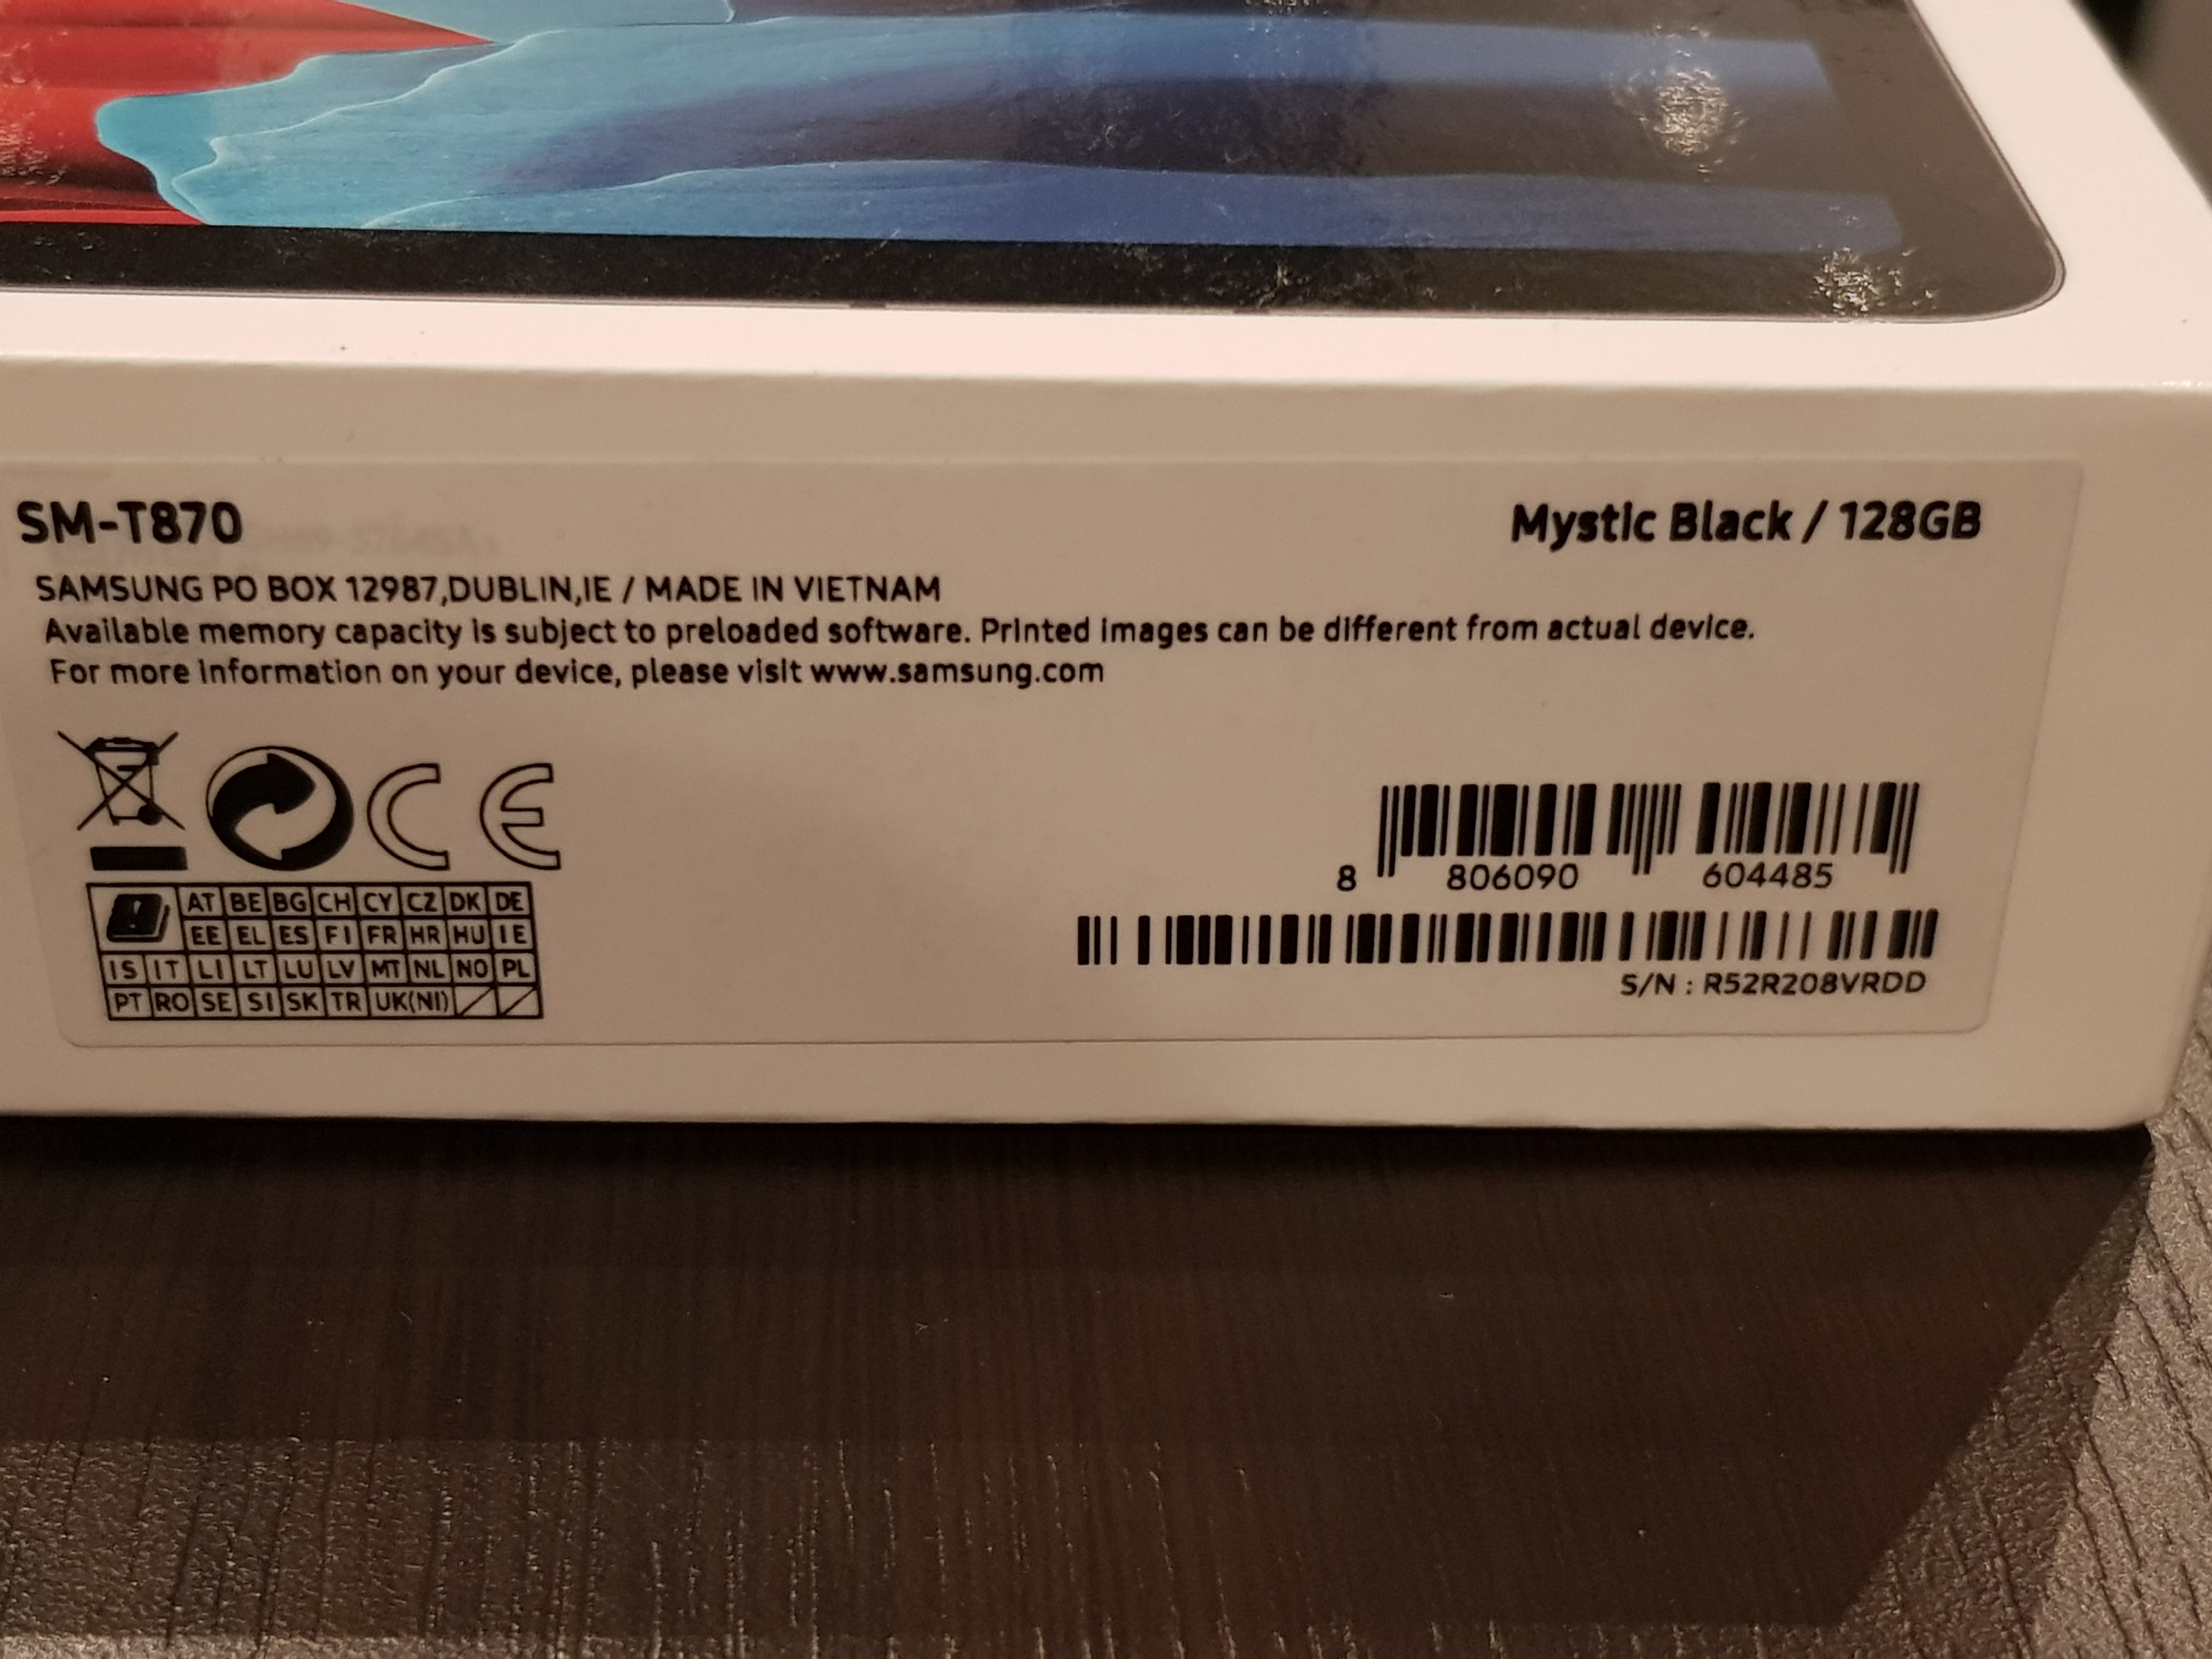 SM-T870
Mystic Black / 128GB
SAMSUNG PO BOX 12987,DUBLIN,IE / MADE IN VIETNAM
Available memory capacity is subject to preloaded software. Printed images can be different from actual device.
For more information on your device, please visit www.samsung.com
CE
AT BE BG CH CY CZ DK DE
EE EL ES FI FR HR HU IE
IS IT LI LT LU LV MT NL NO PL
PT RO SE SI SK TR UK(NI)
8 806090 604485
S/N : R52R208VRDD